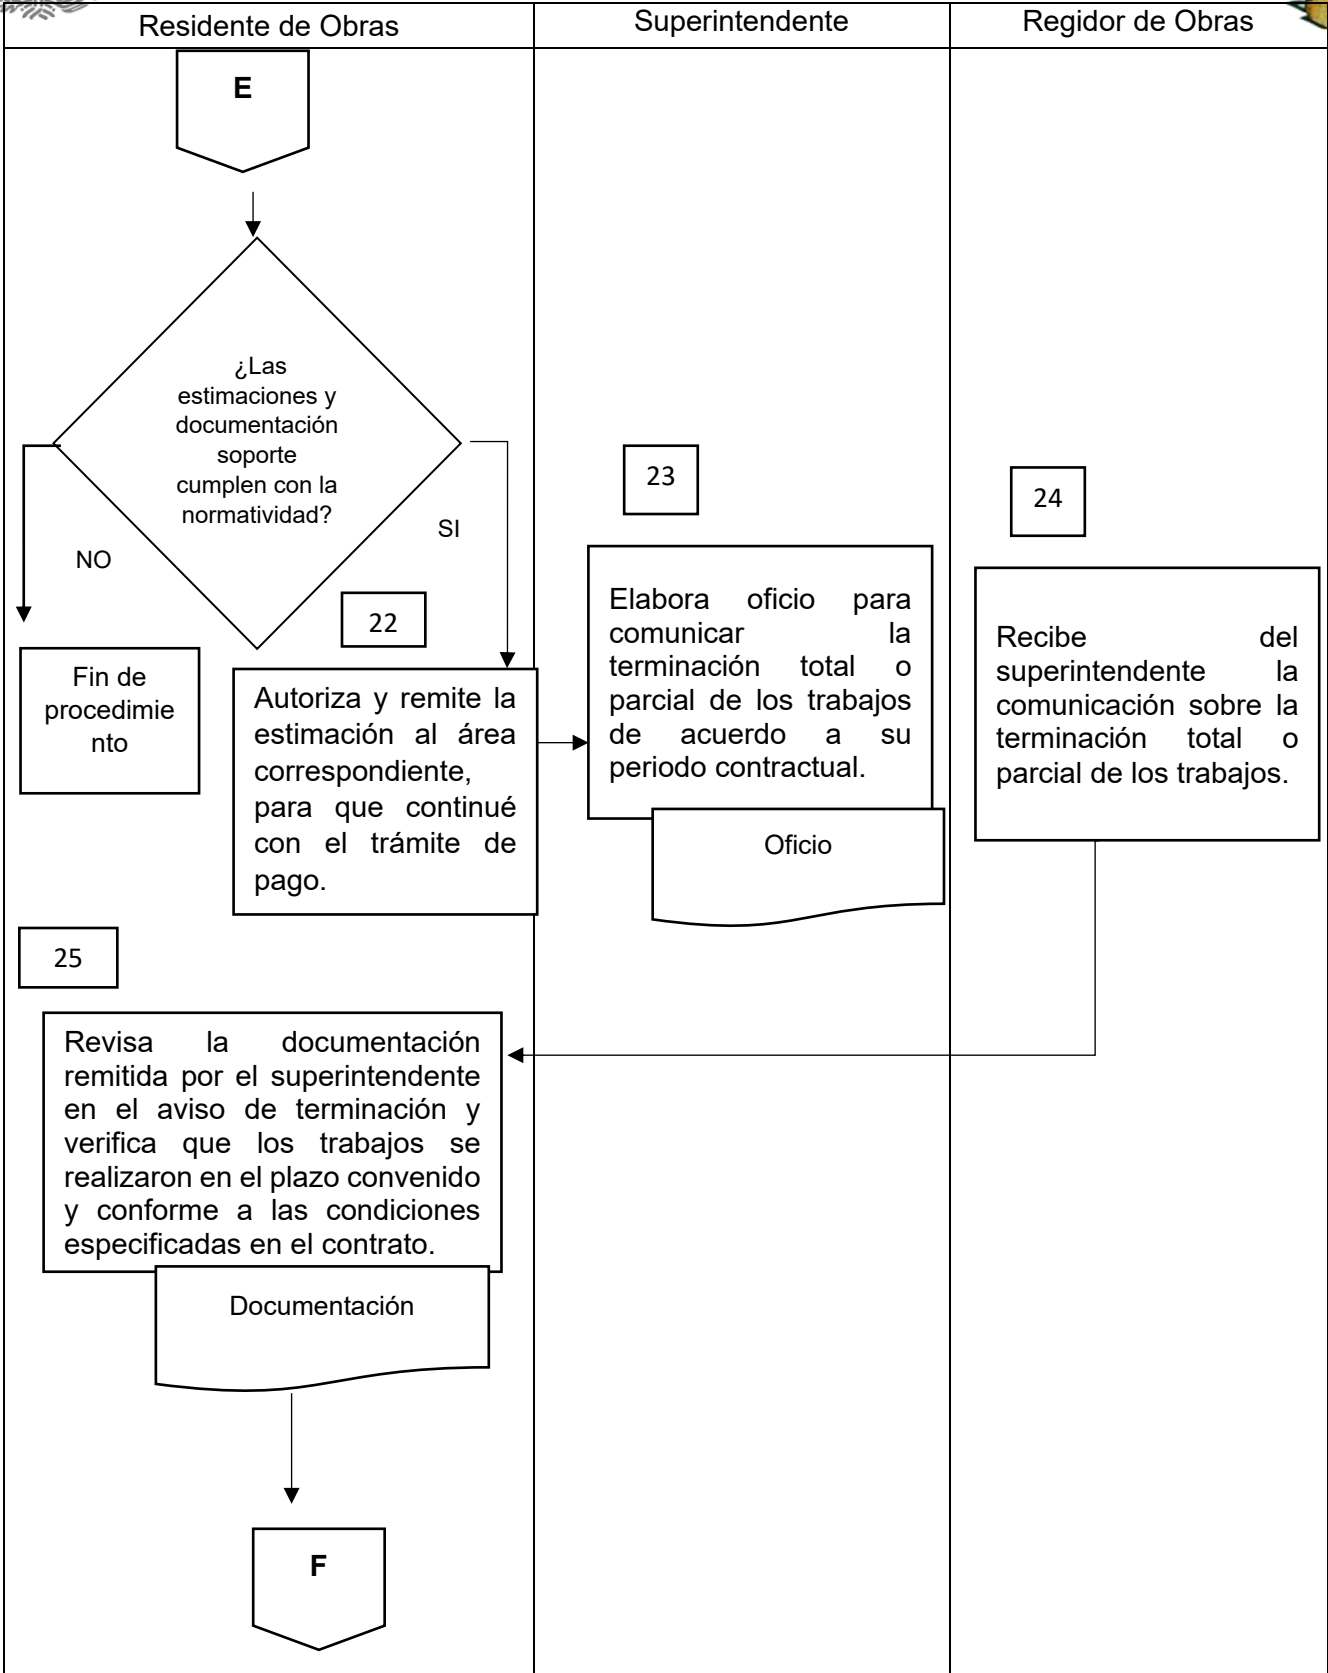 Residente de Obras
Superintendente
Regidor de Obras
E
¿Las
estimaciones y
documentación
soporte
cumplen con la
normatividad?
NO
SI
Fin de
procedimie
nto
22
Autoriza y remite la
estimación al área
correspondiente,
para que continué
con el trámite de
pago.
23
Elabora oficio para
comunicar la
terminación total o
parcial de los trabajos
de acuerdo a su
periodo contractual.
Oficio
24
Recibe del
superintendente la
comunicación sobre la
terminación total o
parcial de los trabajos.
25
Revisa la documentación
remitida por el superintendente
en el aviso de terminación y
verifica que los trabajos se
realizaron en el plazo convenido
y conforme a las condiciones
especificadas en el contrato.
Documentación
F